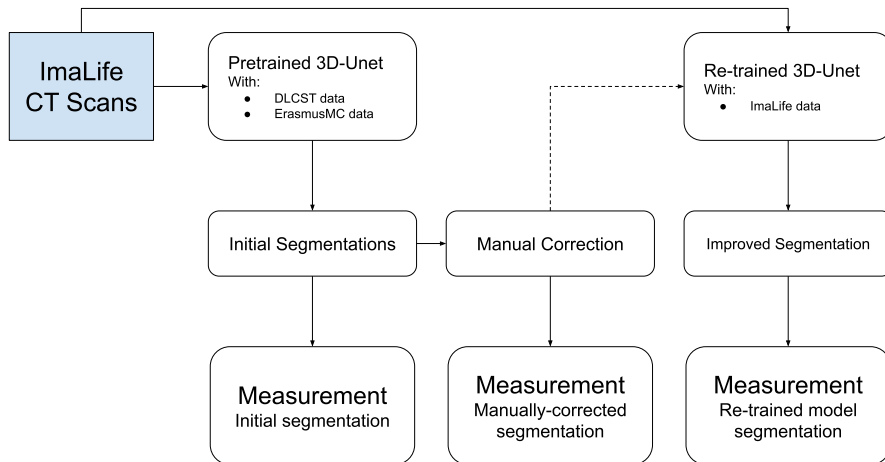 ImaLife
CT Scans
Pretrained 3D-Unet
With:
● DLCST data
● ErasmusMC data
Re-trained 3D-Unet
With:
● ImaLife data
Initial Segmentations
Manual Correction
Improved Segmentation
Measurement
Initial segmentation
Measurement
Manually-corrected
segmentation
Measurement
Re-trained model
segmentation